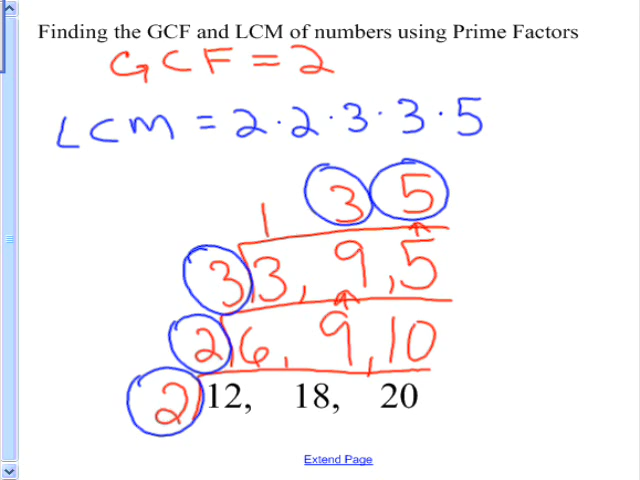 Finding the GCF and LCM of numbers using Prime Factors
GCF = 2
LCM = 2 · 2 · 3 · 3 · 5
1 3 5
3 3, 9, 5
2 6, 9, 10
2 12, 18, 20
Extend Page